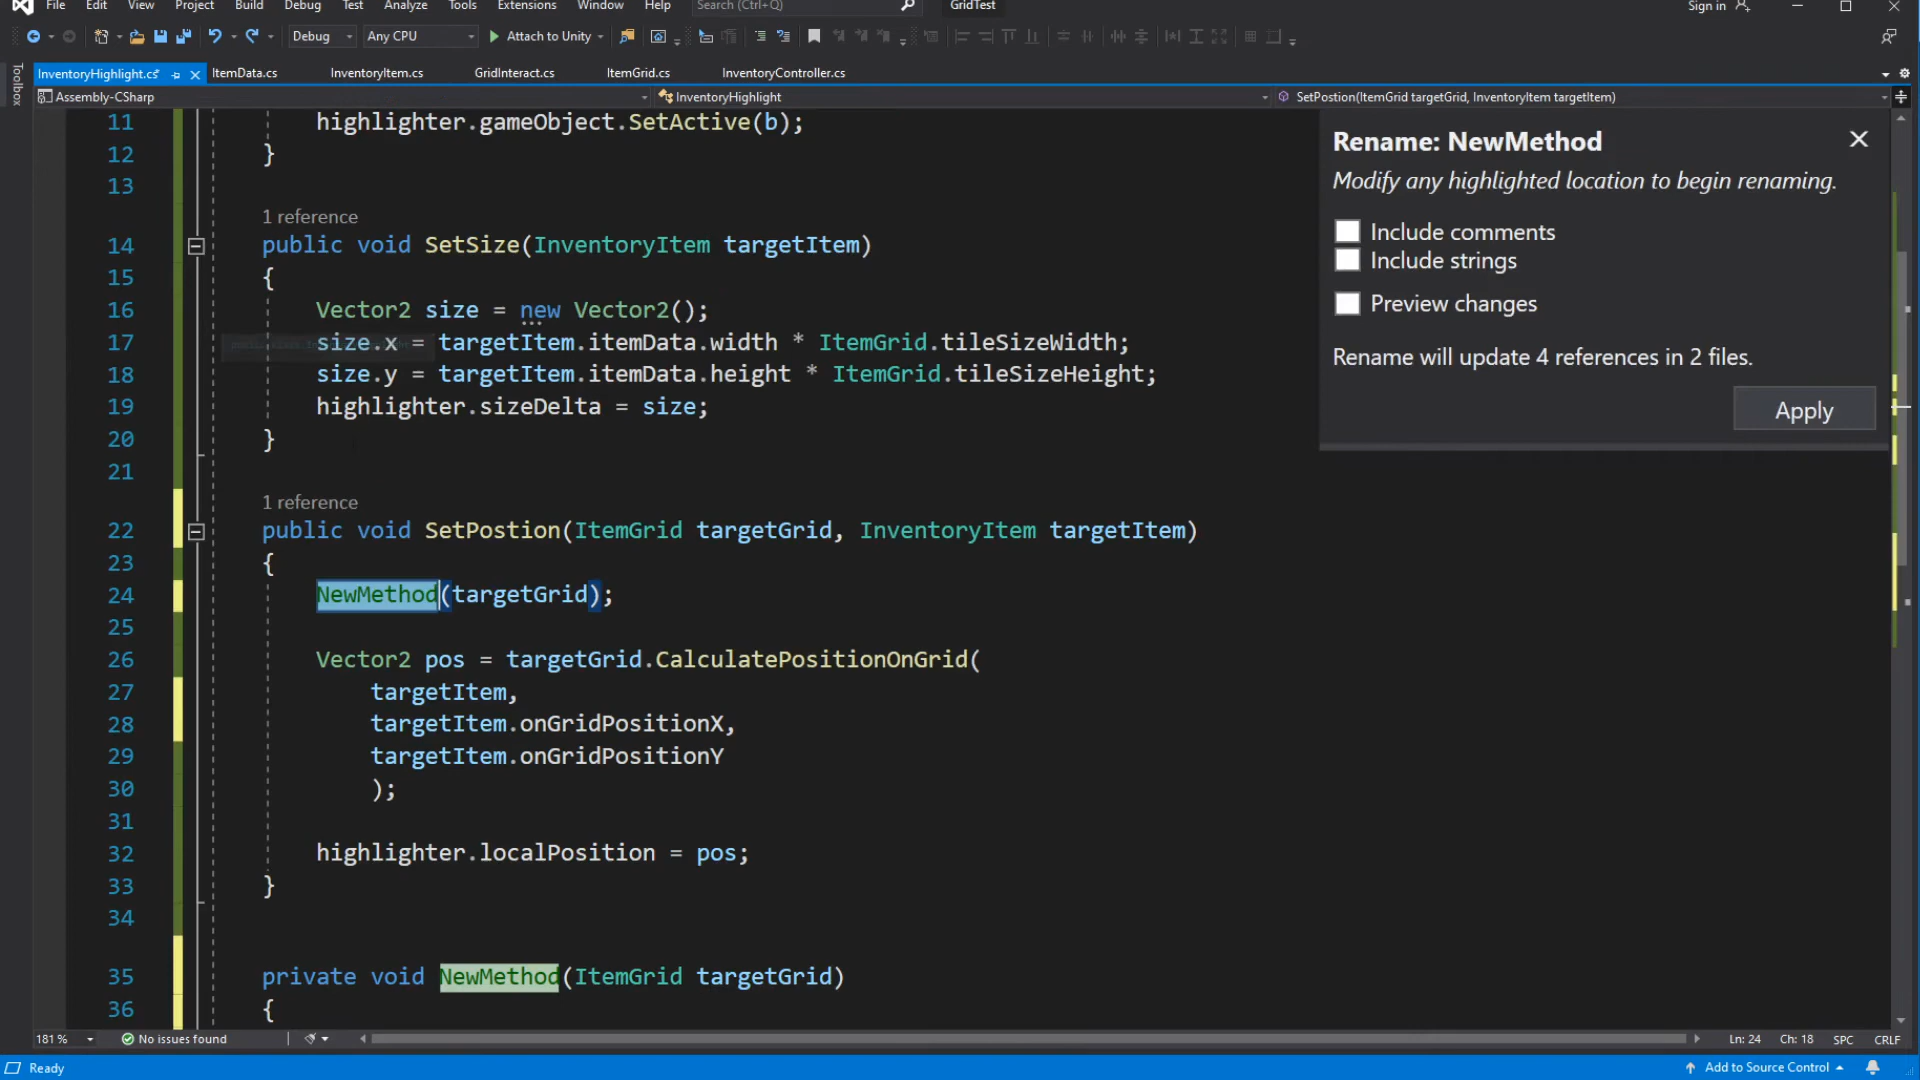 File Edit View Project Build Debug Test Analyze Tools Extensions Window Help Search (Ctrl+Q) GridTest Sign in
Debug Any CPU Attach to Unity
Toolbox
InventoryHighlight.cs* ItemData.cs InventoryItem.cs GridInteract.cs ItemGrid.cs InventoryController.cs
Assembly-CSharp InventoryHighlight SetPostion(ItemGrid targetGrid, InventoryItem targetItem)
11 highlighter.gameObject.SetActive(b);
12 }
13
1 reference
14 public void SetSize(InventoryItem targetItem)
15 {
16 Vector2 size = new Vector2();
17 size.x = targetItem.itemData.width * ItemGrid.tileSizeWidth;
18 size.y = targetItem.itemData.height * ItemGrid.tileSizeHeight;
19 highlighter.sizeDelta = size;
20 }
21
1 reference
22 public void SetPostion(ItemGrid targetGrid, InventoryItem targetItem)
23 {
24 NewMethod(targetGrid);
25
26 Vector2 pos = targetGrid.CalculatePositionOnGrid(
27 targetItem,
28 targetItem.onGridPositionX,
29 targetItem.onGridPositionY
30 );
31
32 highlighter.localPosition = pos;
33 }
34
35 private void NewMethod(ItemGrid targetGrid)
36 {
Rename: NewMethod
Modify any highlighted location to begin renaming.
Include comments
Include strings
Preview changes
Rename will update 4 references in 2 files.
Apply
181 % No issues found Ln: 24 Ch: 18 SPC CRLF
Ready Add to Source Control